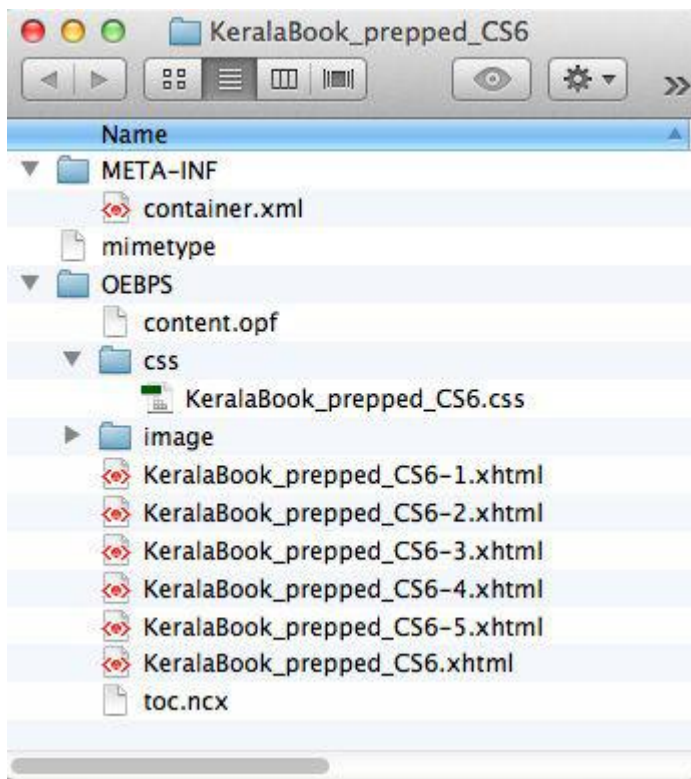 KeralaBook_prepped_CS6
Name
META-INF
container.xml
mimetype
OEBPS
content.opf
css
KeralaBook_prepped_CS6.css
image
KeralaBook_prepped_CS6-1.xhtml
KeralaBook_prepped_CS6-2.xhtml
KeralaBook_prepped_CS6-3.xhtml
KeralaBook_prepped_CS6-4.xhtml
KeralaBook_prepped_CS6-5.xhtml
KeralaBook_prepped_CS6.xhtml
toc.ncx